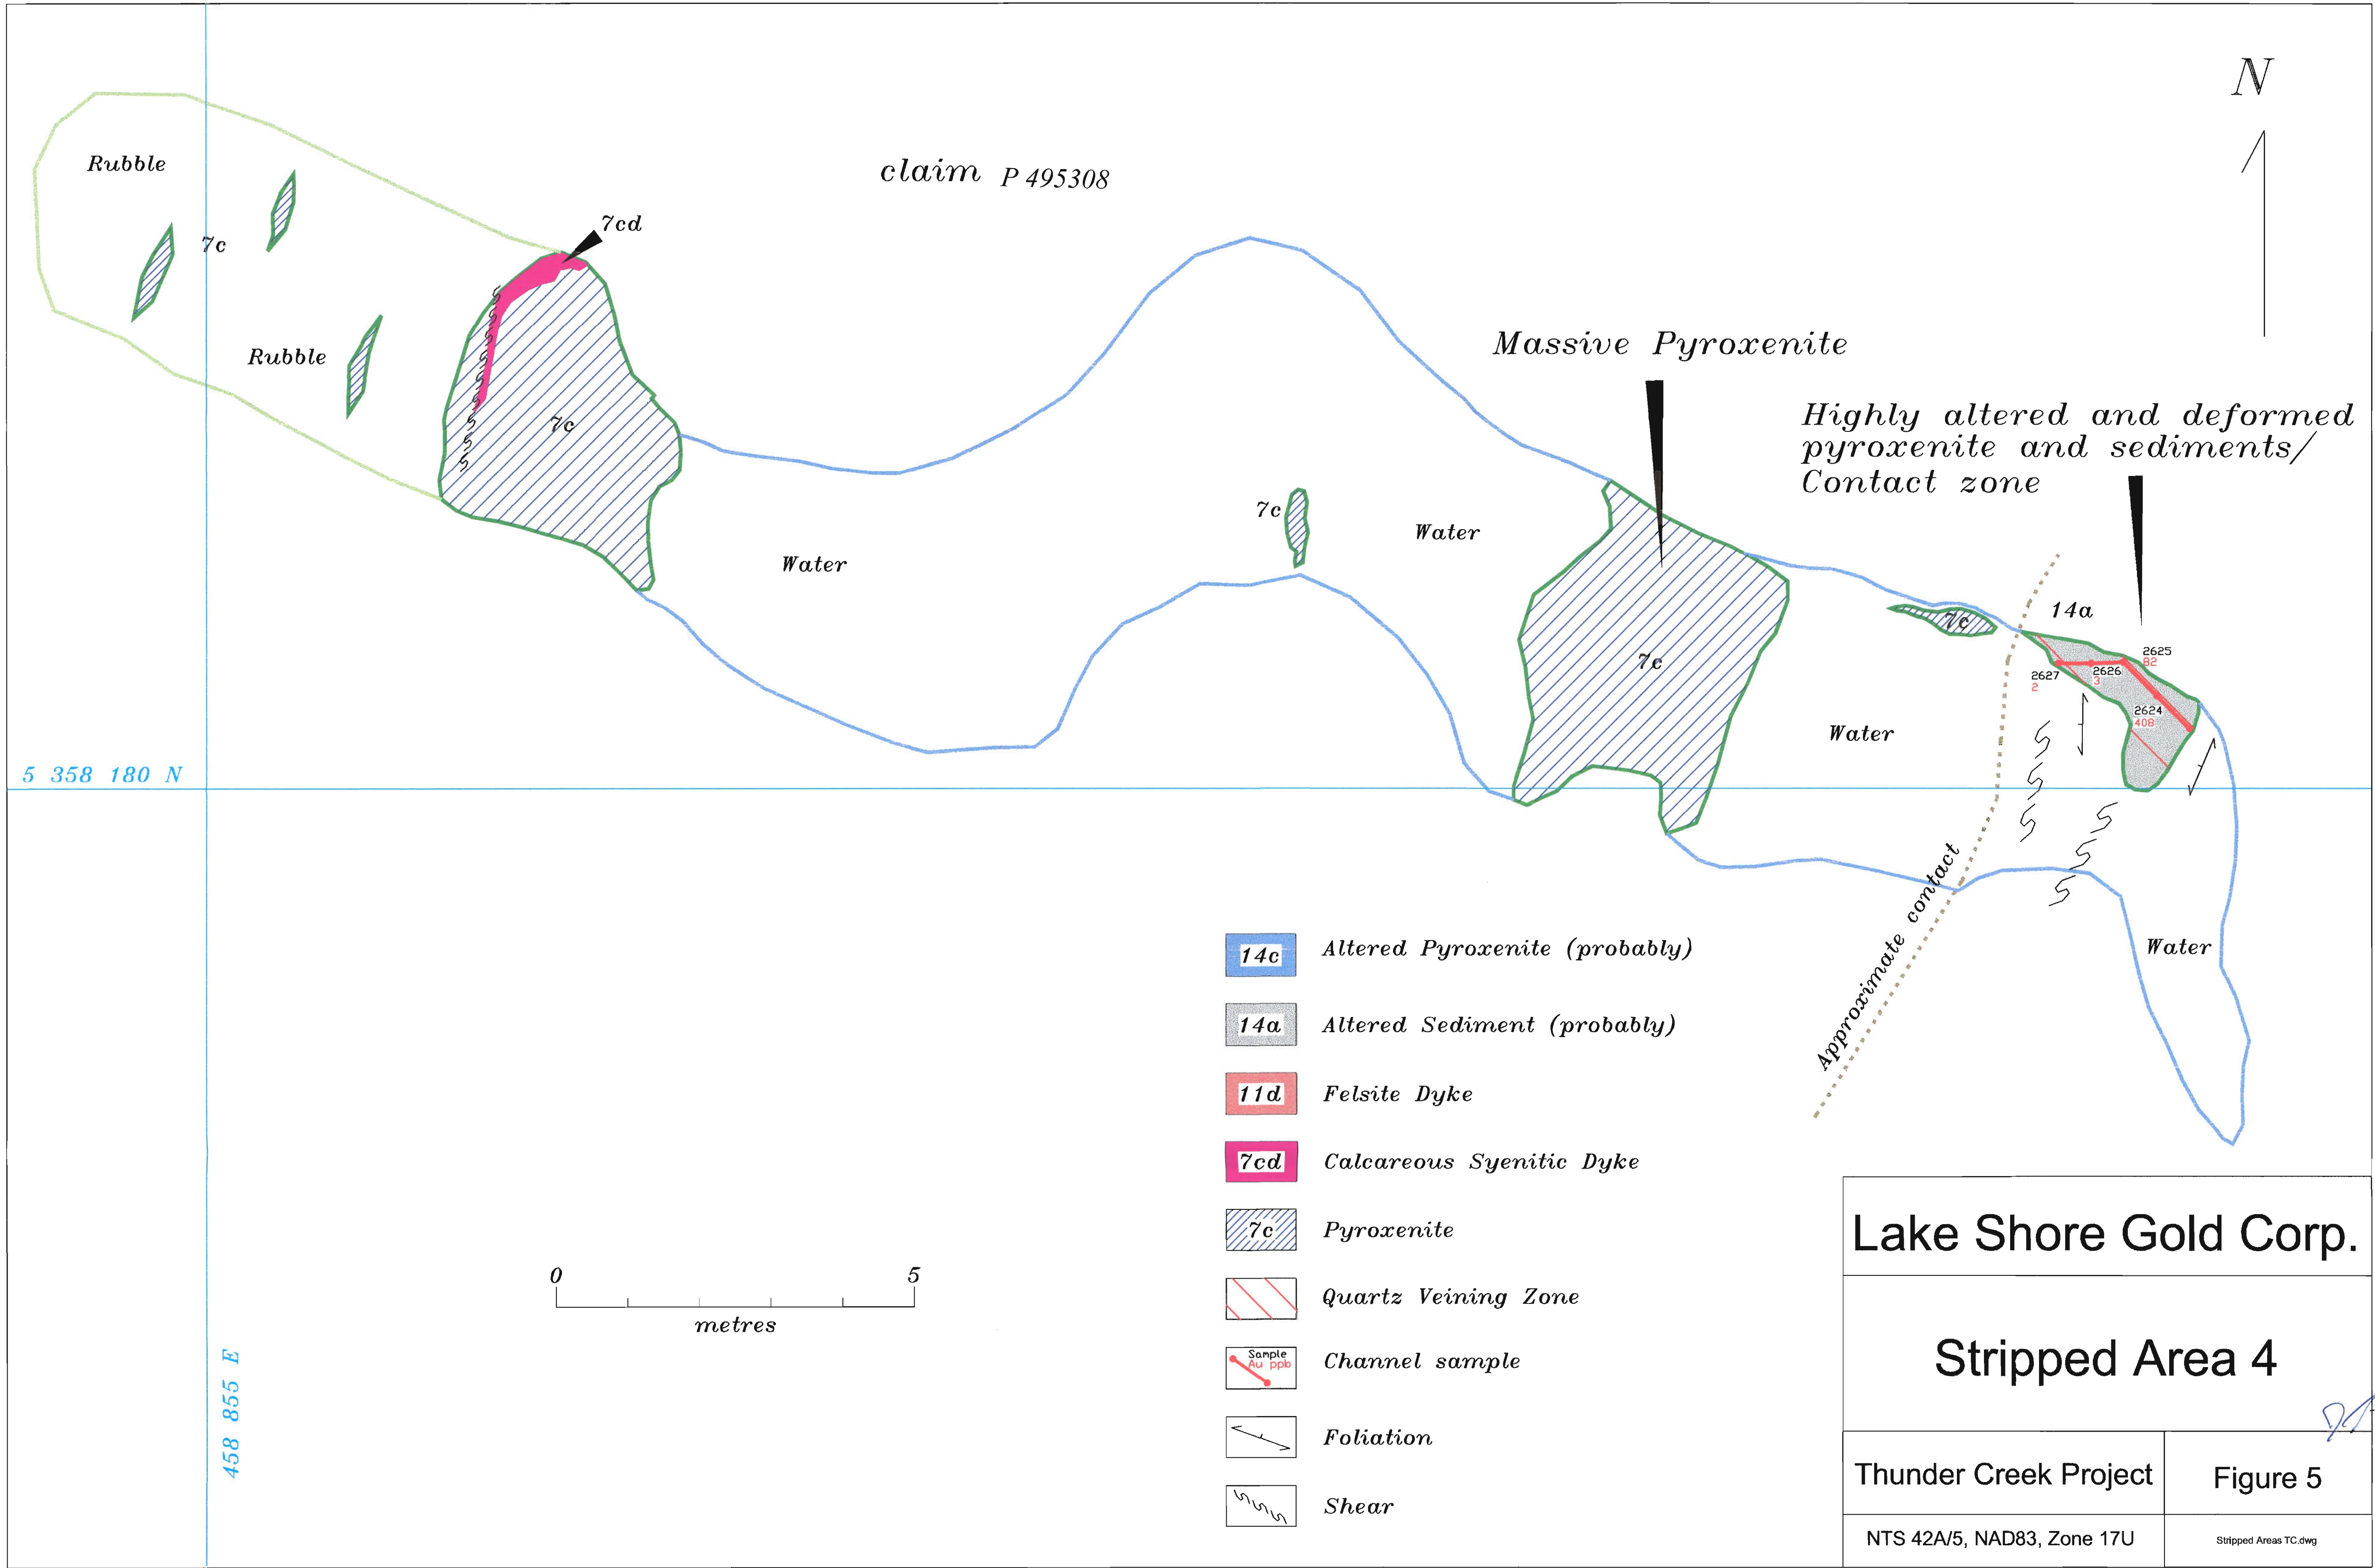 N
Rubble
claim P 495308
7cd
7c
Rubble
Massive Pyroxenite
Highly altered and deformed
pyroxenite and sediments/
Contact zone
7c
7c
Water
Water
14a
7c
2625
82
2626
3
2627
2
7c
2624
408
Water
5 358 180 N
Approximate contact
Water
14c Altered Pyroxenite (probably)
14a Altered Sediment (probably)
11d Felsite Dyke
7cd Calcareous Syenitic Dyke
7c Pyroxenite
Quartz Veining Zone
Sample
Au ppb
Channel sample
Foliation
Shear
0 5
metres
458 855 E
Lake Shore Gold Corp.
Stripped Area 4
Thunder Creek Project
Figure 5
NTS 42A/5, NAD83, Zone 17U
Stripped Areas TC.dwg